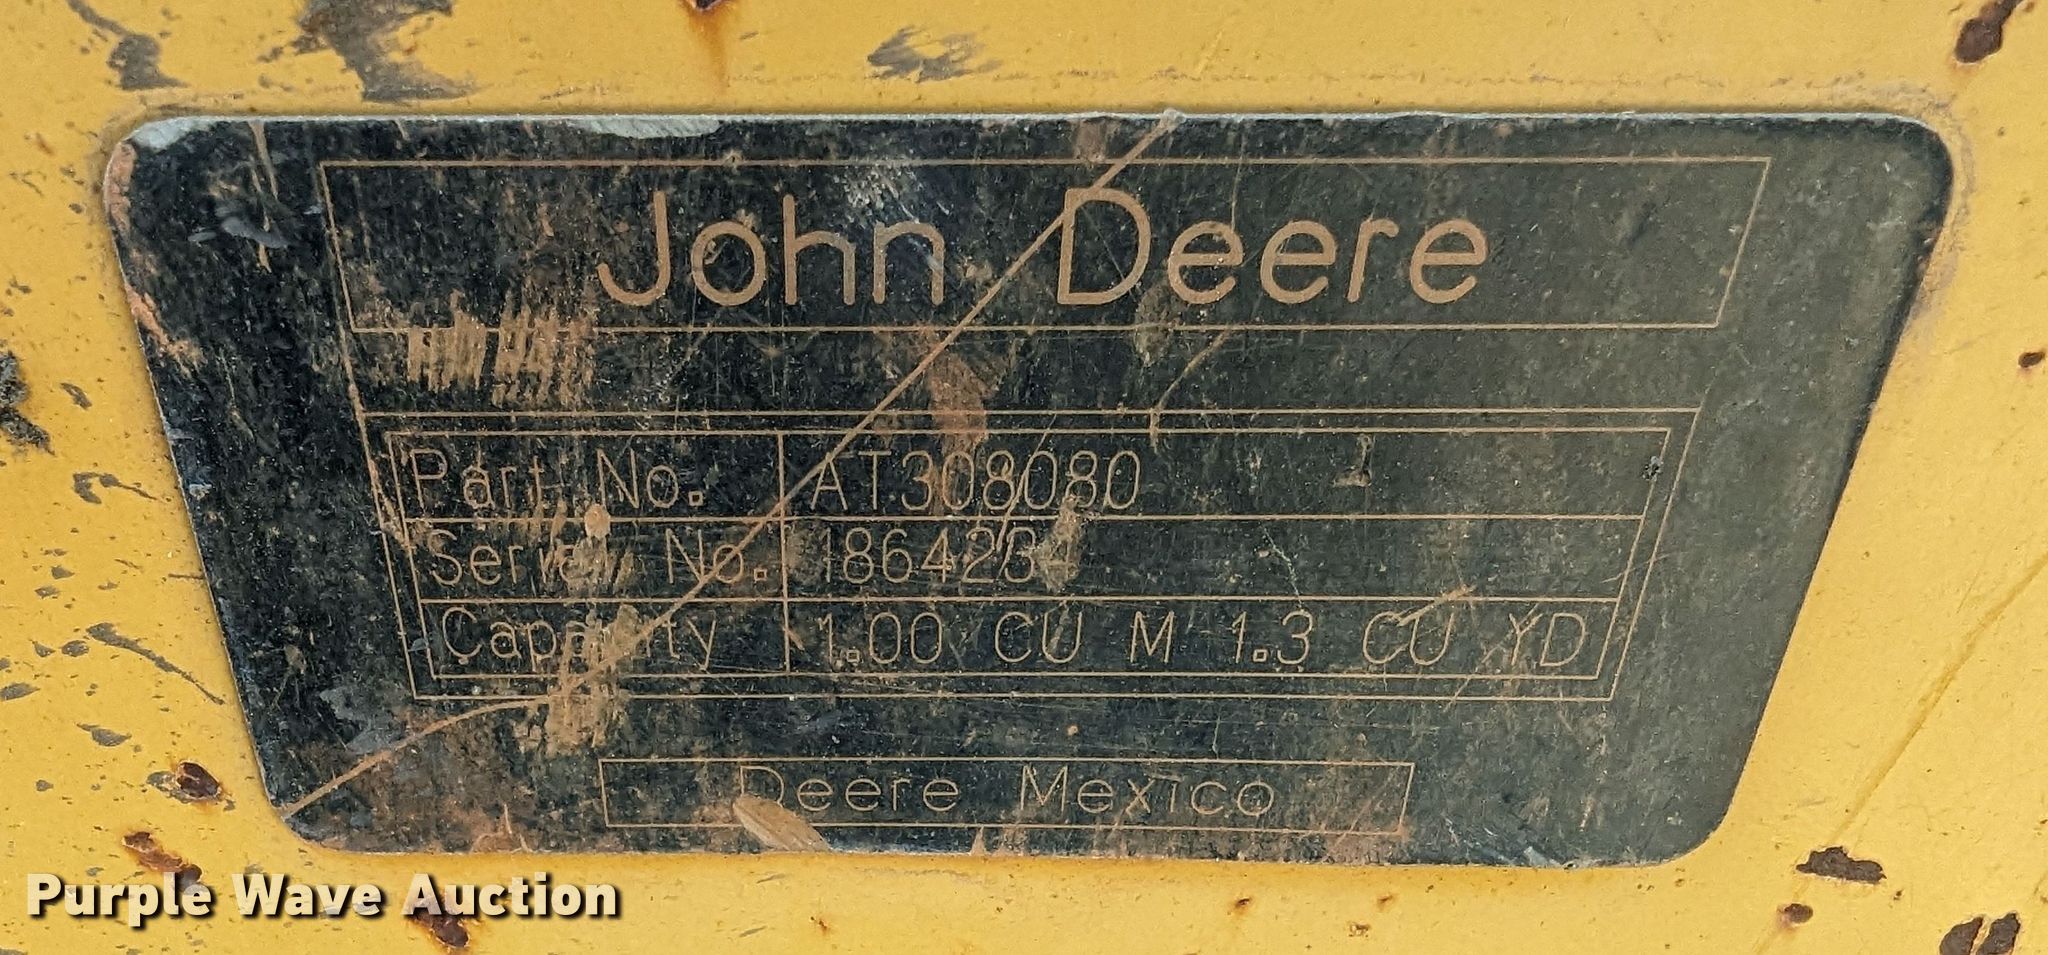 John Deere
Part No. AT308080
Serial No.
Capacity 1.00 CU M 1.3 CU YD
Deere Mexico
Purple Wave Auction